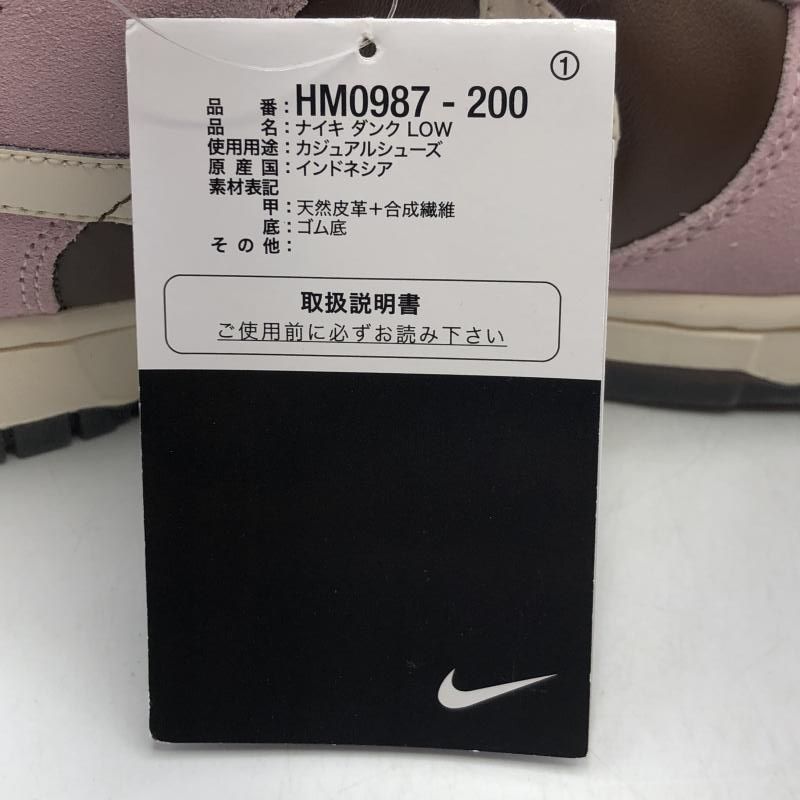 ①
品番：HM0987 - 200
品名：ナイキ ダンク LOW
使用用途：カジュアルシューズ
原産国：インドネシア
素材表記
甲：天然皮革＋合成繊維
底：ゴム底
その他：
取扱説明書
ご使用前に必ずお読み下さい